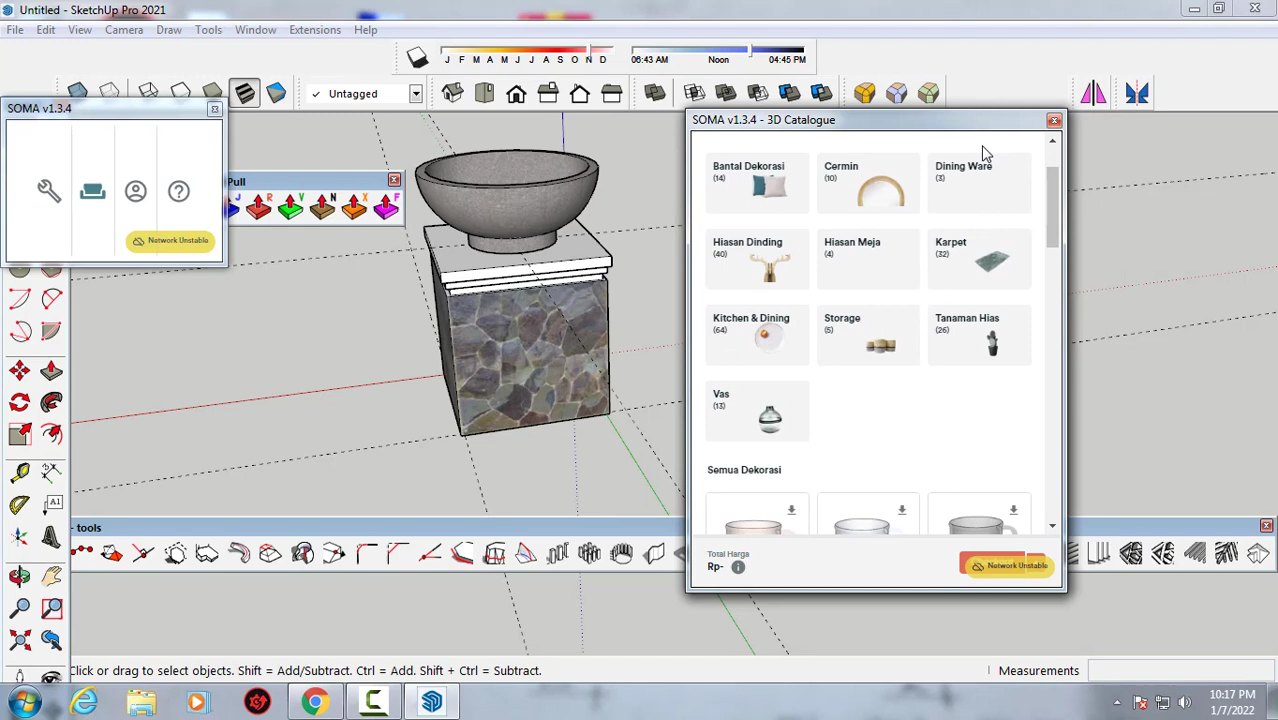 Untitled - SketchUp Pro 2021
File Edit View Camera Draw Tools Window Extensions Help
J F M A M J J A S O N D
06:43 AM Noon 04:45 PM
✓ Untagged
SOMA v1.3.4
Network Unstable
Pull
J R V N X F
A1
- tools
SOMA v1.3.4 - 3D Catalogue
Bantal Dekorasi
(14)
Cermin
(10)
Dining Ware
(3)
Hiasan Dinding
(40)
Hiasan Meja
(4)
Karpet
(32)
Kitchen & Dining
(64)
Storage
(5)
Tanaman Hias
(26)
Vas
(13)
Semua Dekorasi
Total Harga
Rp-
Network Unstable
Click or drag to select objects. Shift = Add/Subtract. Ctrl = Add. Shift + Ctrl = Subtract.
Measurements
10:17 PM
1/7/2022